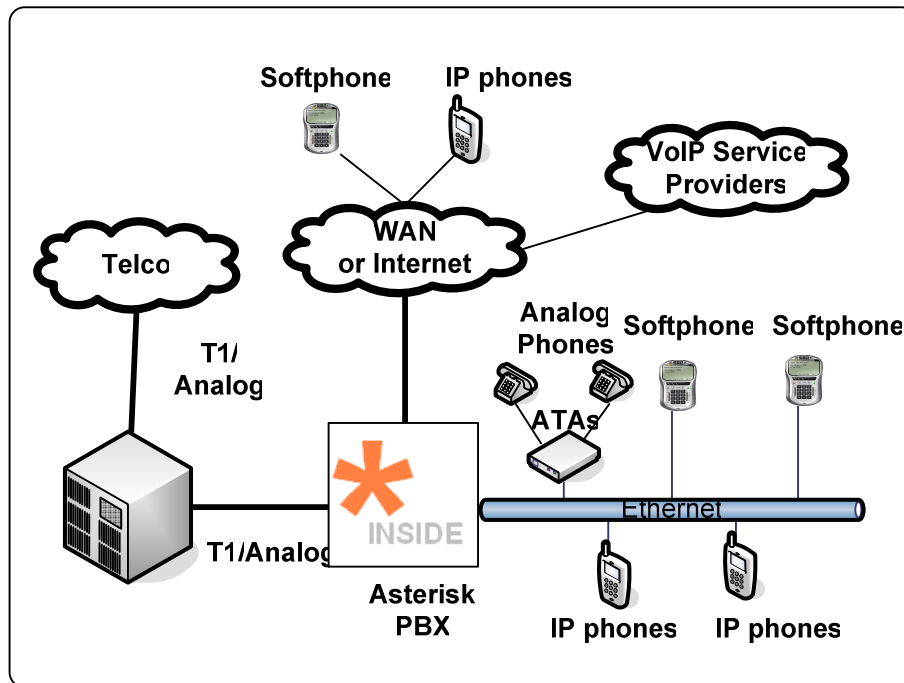 Softphone
IP phones
VoIP Service
Providers
WAN
or Internet
Telco
Analog
Phones
Softphone
Softphone
T1/
Analog
ATAs
Ethernet
INSIDE
T1/Analog
Asterisk
PBX
IP phones
IP phones